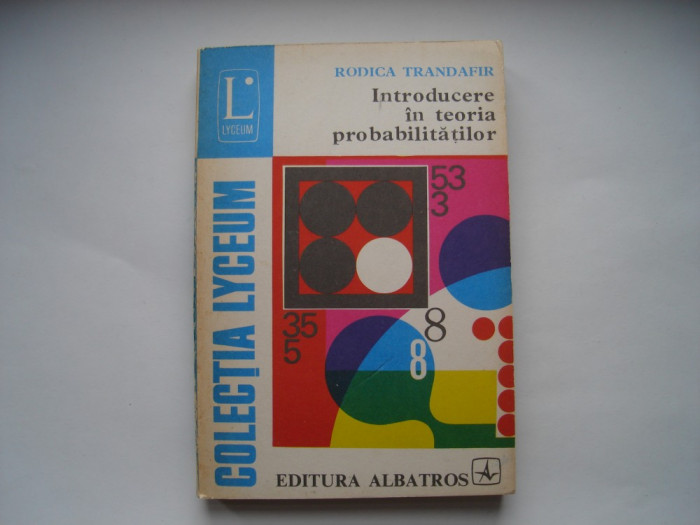 L
LYCEUM
RODICA TRANDAFIR
Introducere
în teoria
probabilităților
COLECȚIA LYCEUM
53
3
35
5
8
8
EDITURA ALBATROS